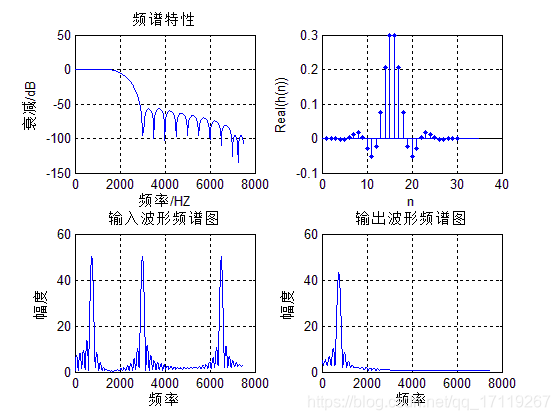 频谱特性
50
0
-50
-100
-150
0 2000 4000 6000 8000
衰减/dB
频率/HZ
0.3
0.2
0.1
0
-0.1
0 10 20 30 40
Real(h(n))
n
输入波形频谱图
60
40
20
0
0 2000 4000 6000 8000
幅度
频率
输出波形频谱图
60
40
20
0
0 2000 4000 6000 8000
幅度
频率
https://blog.csdn.net/qq_17119267